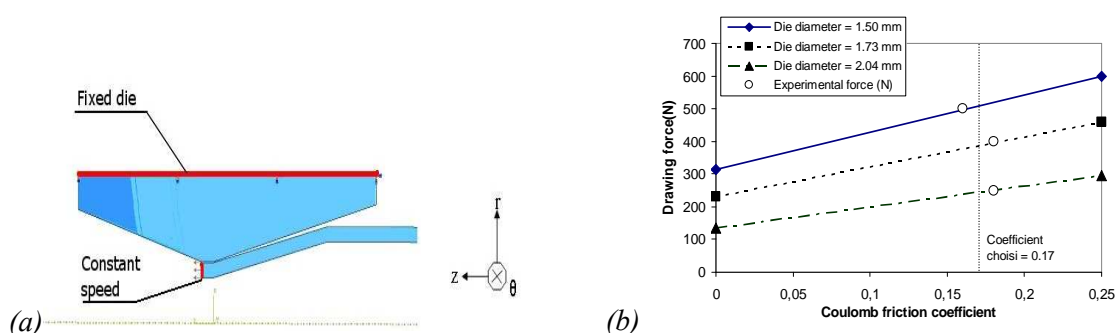 Fixed die
Constant
speed
r
z
θ
(a)
Die diameter = 1.50 mm
Die diameter = 1.73 mm
Die diameter = 2.04 mm
Experimental force (N)
Drawing force(N)
700
600
500
400
300
200
100
0
Coefficient
choisi = 0.17
0
0,05
0,1
0,15
0,2
0,25
Coulomb friction coefficient
(b)